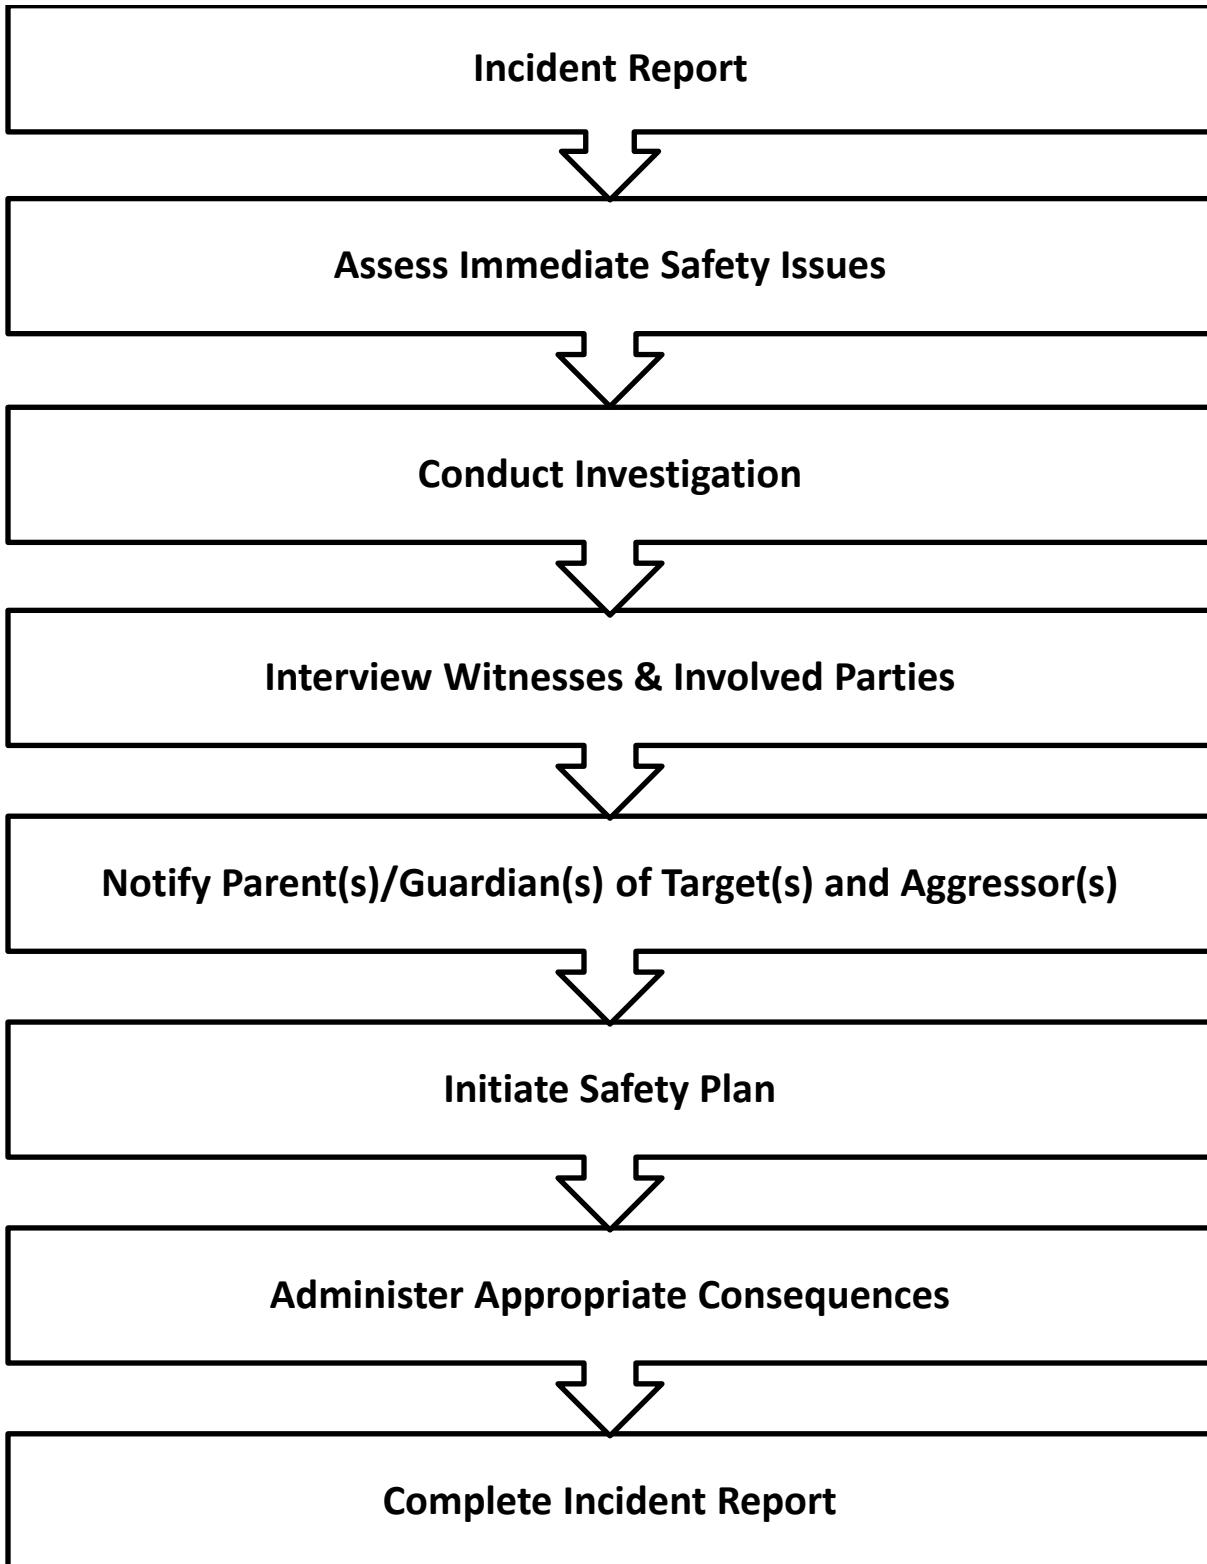 Incident Report
Assess Immediate Safety Issues
Conduct Investigation
Interview Witnesses & Involved Parties
Notify Parent(s)/Guardian(s) of Target(s) and Aggressor(s)
Initiate Safety Plan
Administer Appropriate Consequences
Complete Incident Report